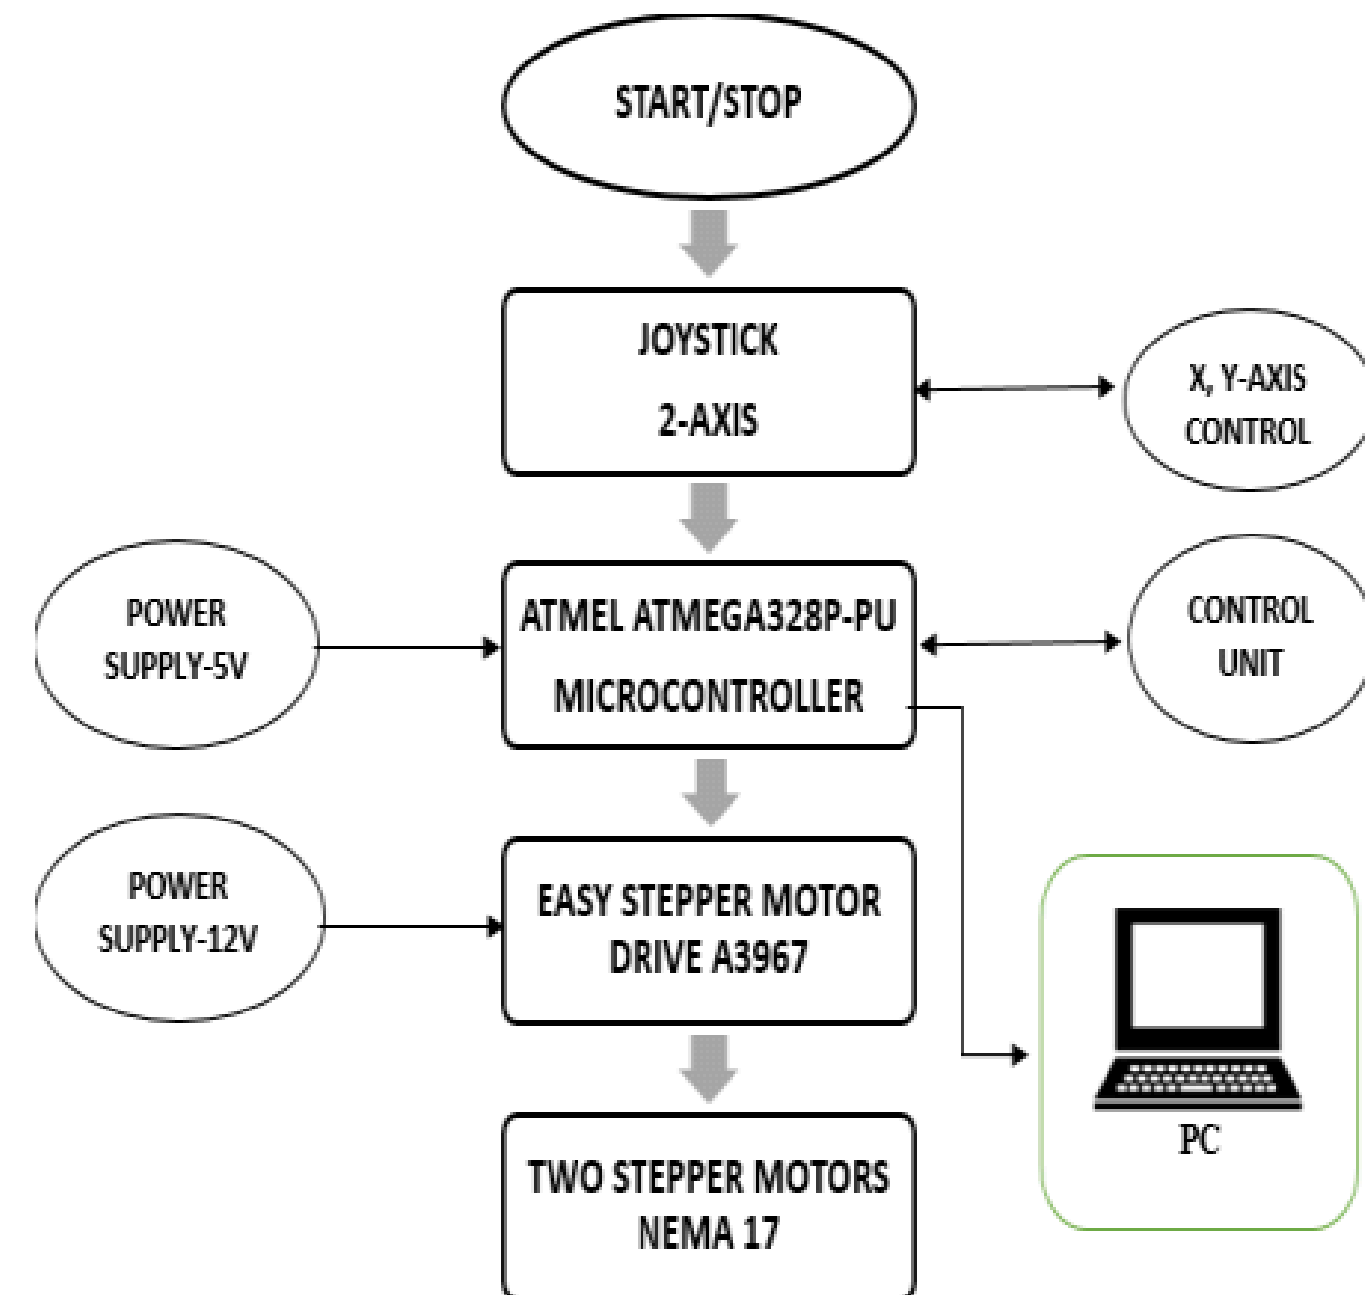 START/STOP
JOYSTICK
2-AXIS
X, Y-AXIS
CONTROL
POWER
SUPPLY-5V
ATMEL ATMEGA328P-PU
MICROCONTROLLER
CONTROL
UNIT
POWER
SUPPLY-12V
EASY STEPPER MOTOR
DRIVE A3967
PC
TWO STEPPER MOTORS
NEMA 17